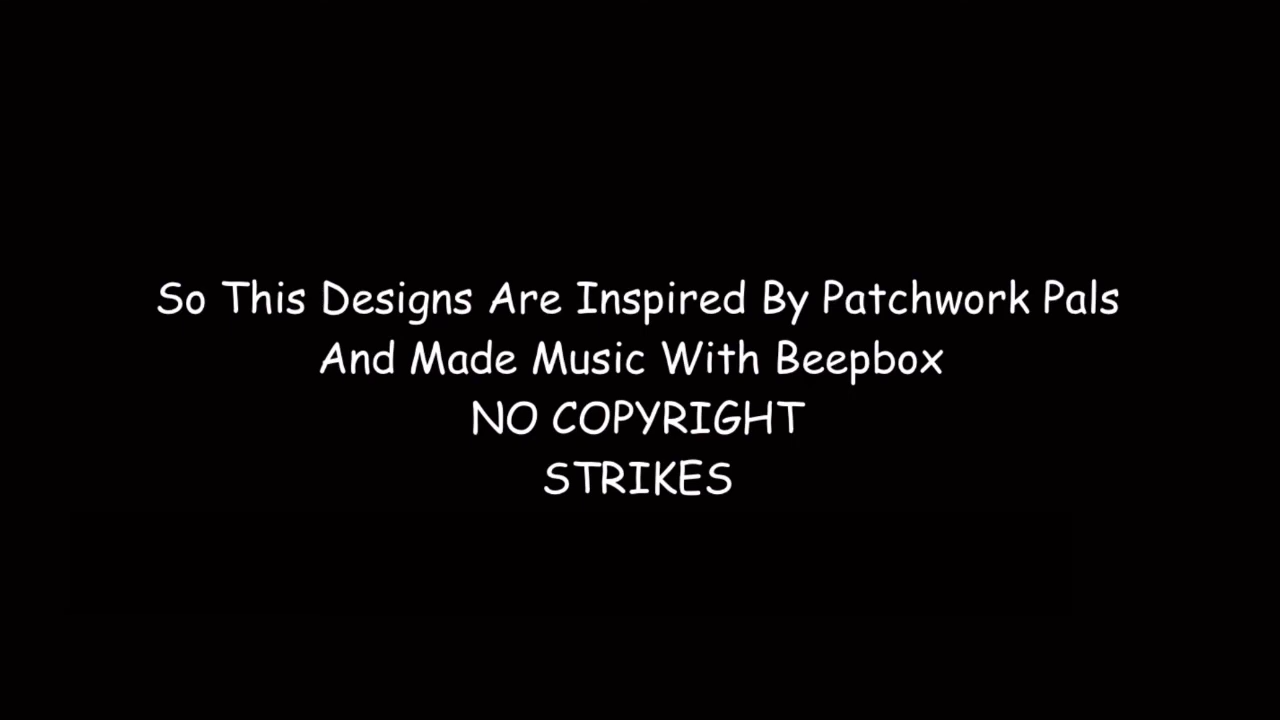 So This Designs Are Inspired By Patchwork Pals
And Made Music With Beepbox
NO COPYRIGHT
STRIKES